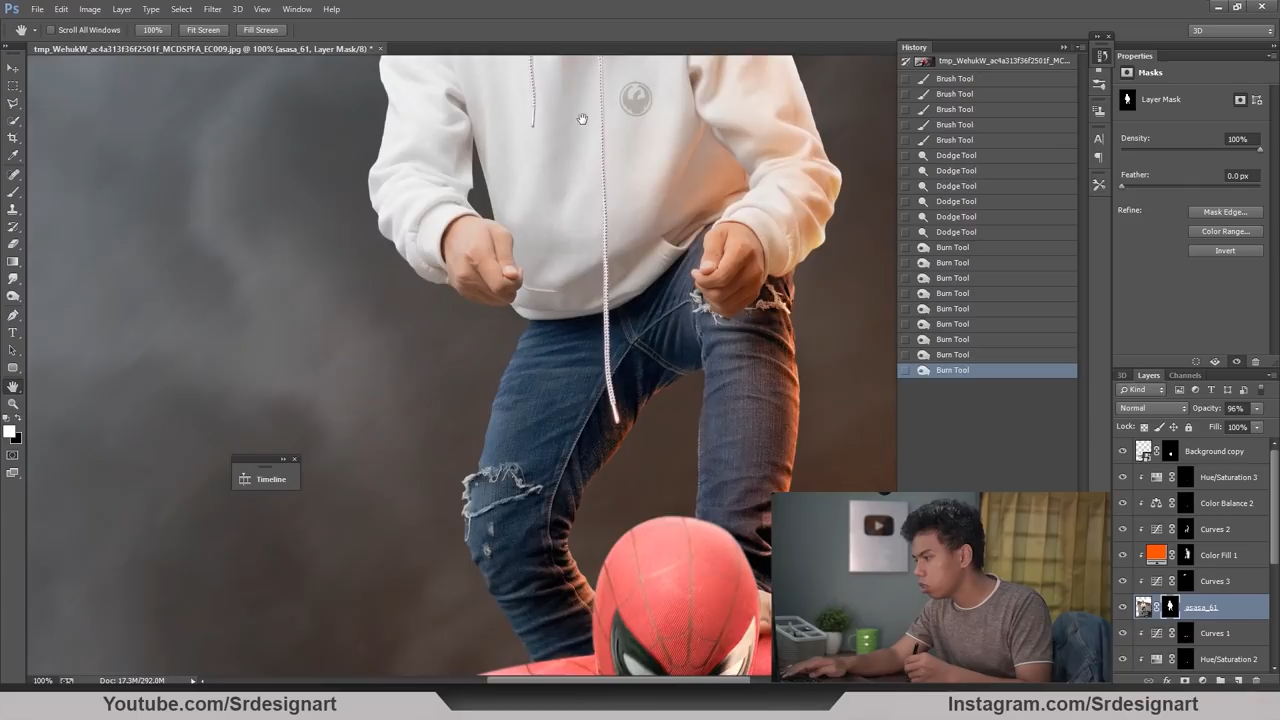 Ps File Edit Image Layer Type Select Filter 3D View Window Help
Scroll All Windows 100% Fit Screen Fill Screen 3D
tmp_WehukW_ac4a313f36f2501f_MCDSPFA_EC009.jpg @ 100% (asasa_61, Layer Mask/8) *
History
tmp_WehukW_ac4a313f36f2501f_MC...
Brush Tool
Brush Tool
Brush Tool
Brush Tool
Brush Tool
Dodge Tool
Dodge Tool
Dodge Tool
Dodge Tool
Dodge Tool
Dodge Tool
Burn Tool
Burn Tool
Burn Tool
Burn Tool
Burn Tool
Burn Tool
Burn Tool
Burn Tool
Burn Tool
Properties
Masks
Layer Mask
Density: 100%
Feather: 0.0 px
Refine: Mask Edge...
Color Range...
Invert
3D Layers Channels
Kind
Normal Opacity: 96%
Lock: Fill: 100%
Background copy
Hue/Saturation 3
Color Balance 2
Curves 2
Color Fill 1
Curves 3
asasa_61
Curves 1
Hue/Saturation 2
Timeline
100% Doc: 17.3M/292.0M
Youtube.com/Srdesignart
Instagram.com/Srdesignart